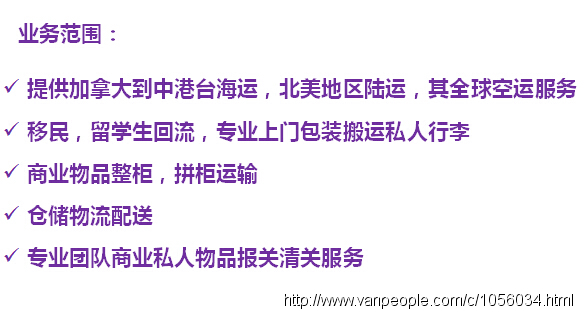 业务范围：
✓ 提供加拿大到中港台海运，北美地区陆运，其全球空运服务
✓ 移民，留学生回流，专业上门包装搬运私人行李
✓ 商业物品整柜，拼柜运输
✓ 仓储物流配送
✓ 专业团队商业私人物品报关清关服务
http://www.vanpeople.com/c/1056034.html